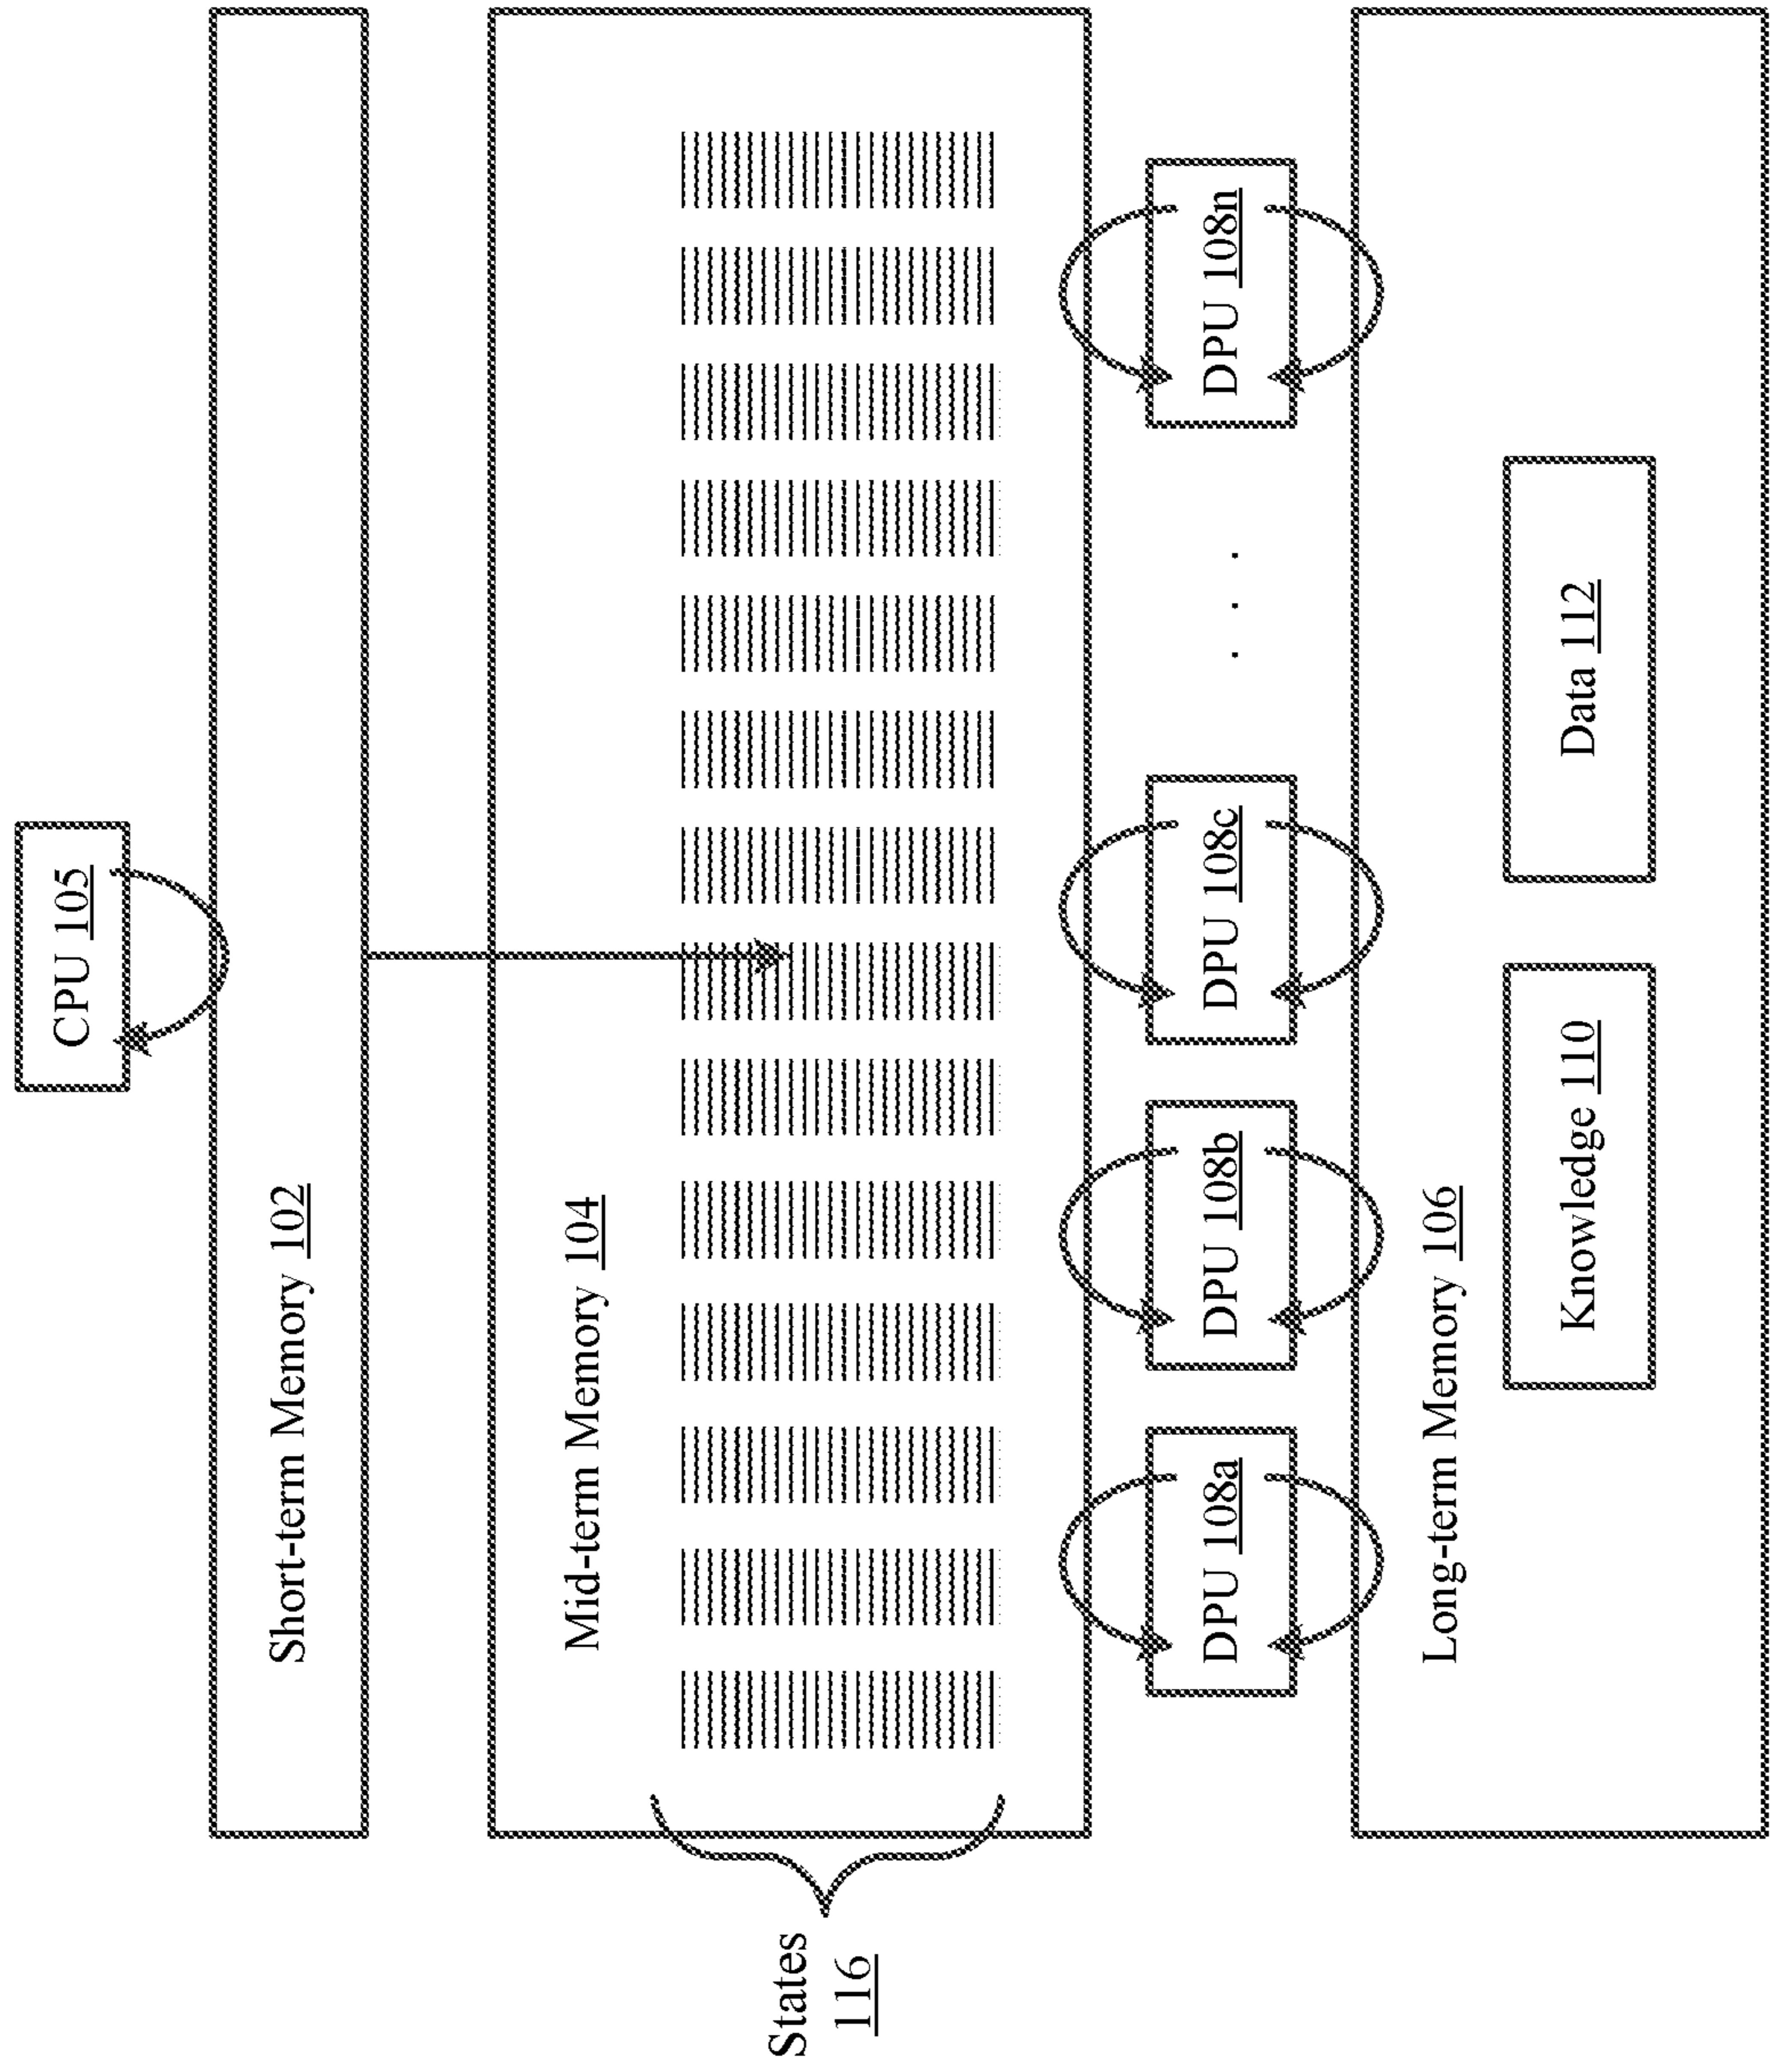 CPU 105
Short-term Memory 102
Mid-term Memory 104
States
116
DPU 108a
DPU 108b
DPU 108c
. . .
DPU 108n
Long-term Memory 106
Knowledge 110
Data 112